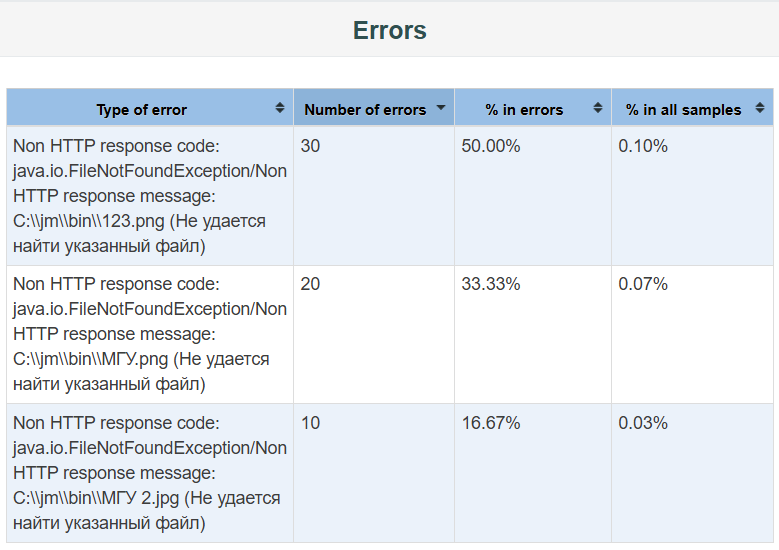 Errors
Type of error Number of errors % in errors % in all samples
Non HTTP response code: 30 50.00% 0.10%
java.io.FileNotFoundException/Non
HTTP response message:
C:\\jm\\bin\\123.png (Не удается
найти указанный файл)
Non HTTP response code: 20 33.33% 0.07%
java.io.FileNotFoundException/Non
HTTP response message:
C:\\jm\\bin\\МГУ.png (Не удается
найти указанный файл)
Non HTTP response code: 10 16.67% 0.03%
java.io.FileNotFoundException/Non
HTTP response message:
C:\\jm\\bin\\МГУ 2.jpg (Не удается
найти указанный файл)